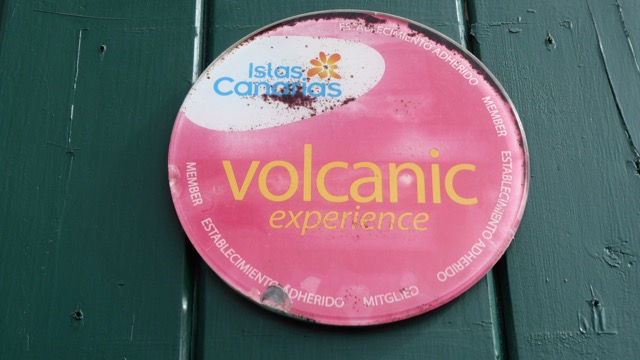 Islas
Canarias
volcanic
experience
ESTABLECIMIENTO ADHERIDO
MEMBER
ESTABLECIMIENTO ADHERIDO
MITGLIED
ESTABLECIMIENTO ADHERIDO
MEMBER